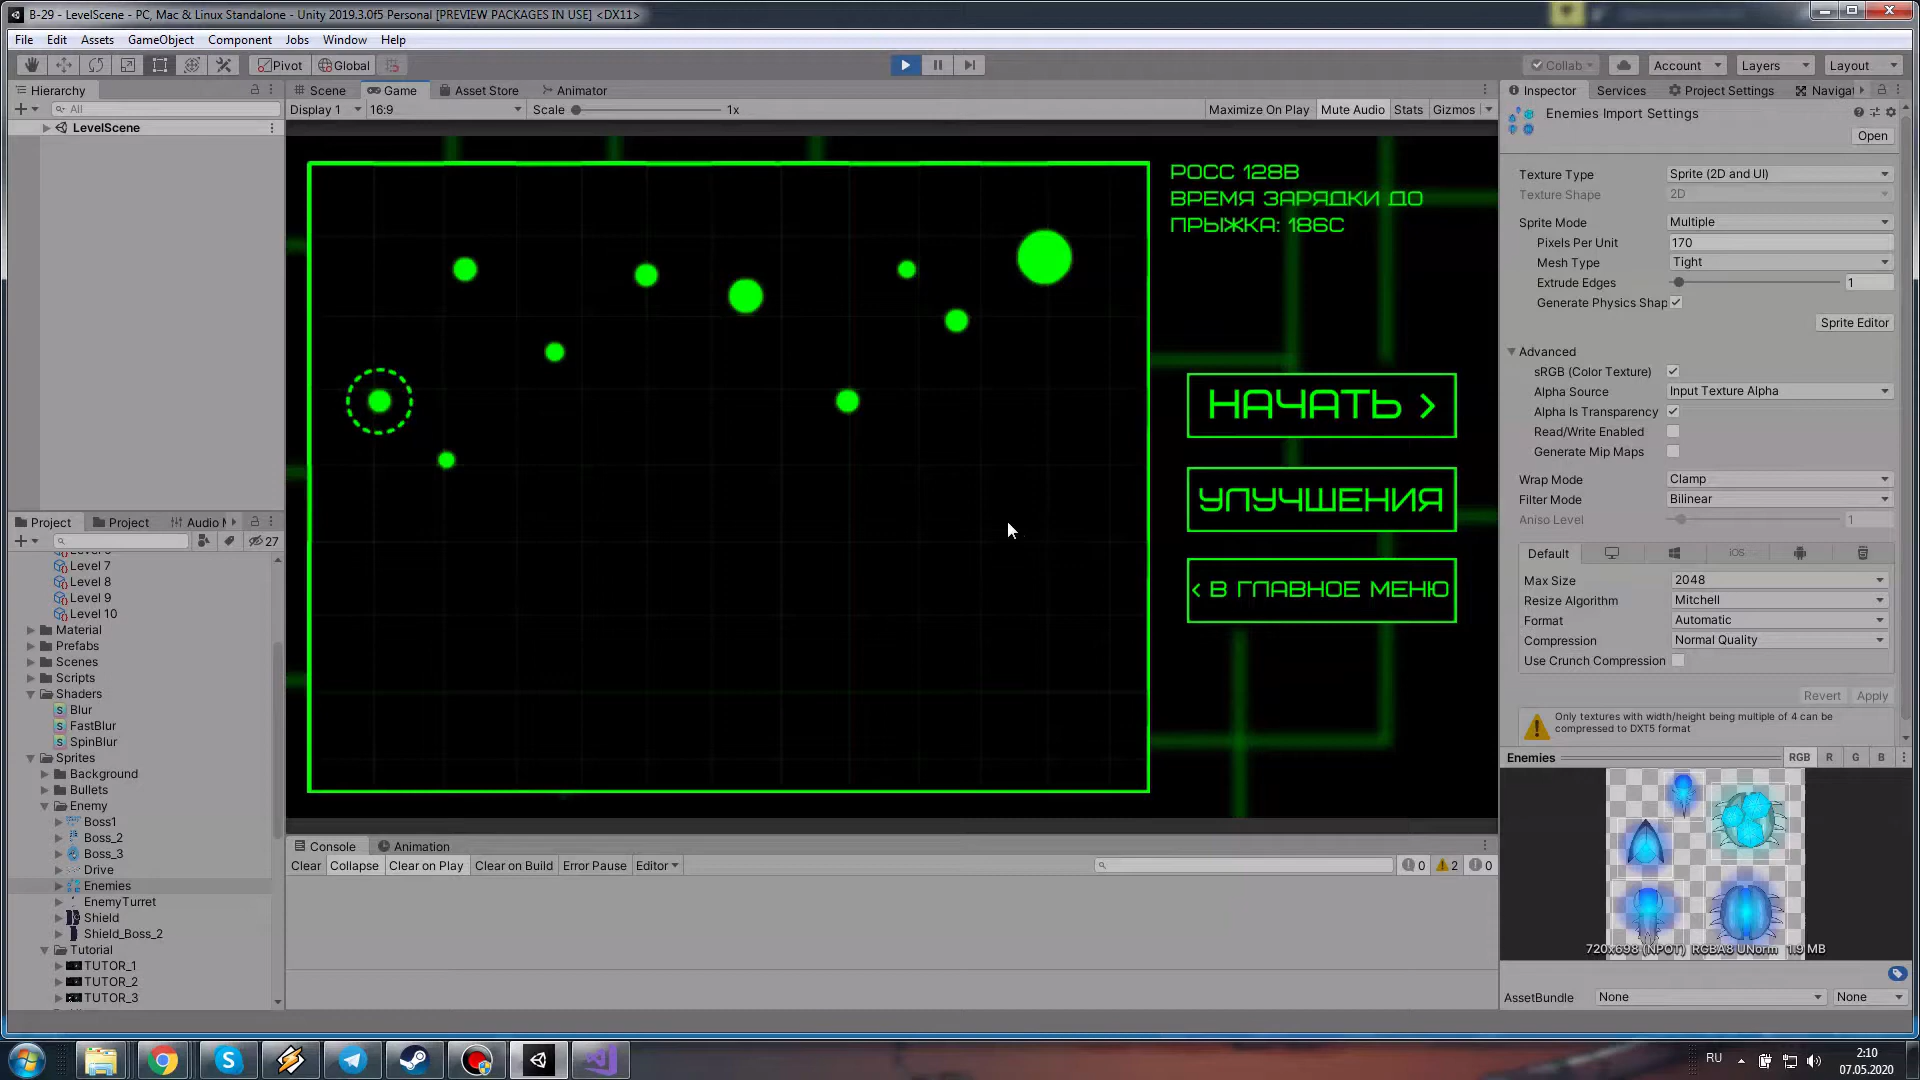 B-29 - LevelScene - PC, Mac & Linux Standalone - Unity 2019.3.0f5 Personal [PREVIEW PACKAGES IN USE] <DX11>
File Edit Assets GameObject Component Jobs Window Help
Pivot Global
Collab Account Layers Layout
Hierarchy
All
LevelScene
Scene Game Asset Store Animator
Display 1 16:9 Scale 1x Maximize On Play Mute Audio Stats Gizmos
РОСС 128B
ВРЕМЯ ЗАРЯДКИ ДО
ПРЫЖКА: 186С
НАЧАТЬ >
УЛУЧШЕНИЯ
< В ГЛАВНОЕ МЕНЮ
Project Project Audio
27
Level 7
Level 8
Level 9
Level 10
Material
Prefabs
Scenes
Scripts
Shaders
Blur
FastBlur
SpinBlur
Sprites
Background
Bullets
Enemy
Boss1
Boss_2
Boss_3
Drive
Enemies
EnemyTurret
Shield
Shield_Boss_2
Tutorial
TUTOR_1
TUTOR_2
TUTOR_3
Console Animation
Clear Collapse Clear on Play Clear on Build Error Pause Editor
0 2 0
Inspector Services Project Settings Navigat
Enemies Import Settings
Open
Texture Type Sprite (2D and UI)
Texture Shape 2D
Sprite Mode Multiple
Pixels Per Unit 170
Mesh Type Tight
Extrude Edges 1
Generate Physics Shap
Sprite Editor
Advanced
sRGB (Color Texture)
Alpha Source Input Texture Alpha
Alpha Is Transparency
Read/Write Enabled
Generate Mip Maps
Wrap Mode Clamp
Filter Mode Bilinear
Aniso Level 1
Default iOS
Max Size 2048
Resize Algorithm Mitchell
Format Automatic
Compression Normal Quality
Use Crunch Compression
Revert Apply
Only textures with width/height being multiple of 4 can be
compressed to DXT5 format
Enemies RGB R G B
720x698 (NPOT) RGBA8 UNorm 1.9 MB
AssetBundle None None
RU
2:10
07.05.2020